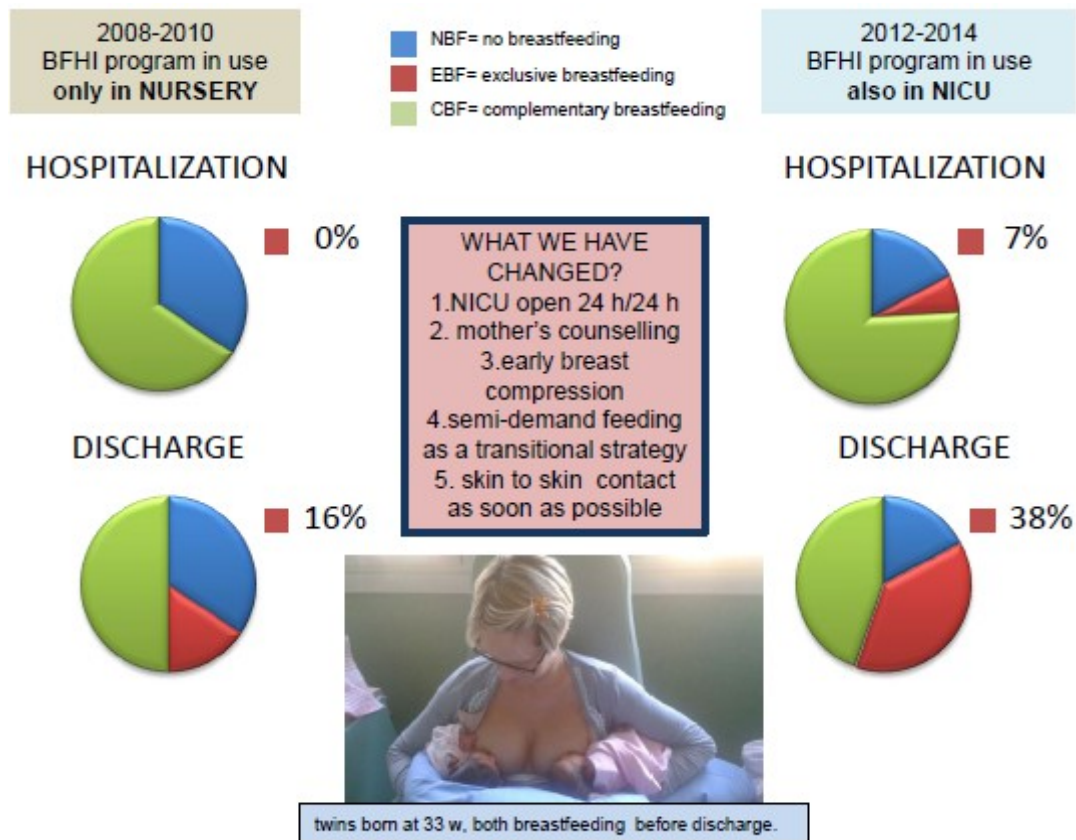 2008-2010
BFHI program in use
only in NURSERY
NBF= no breastfeeding
EBF= exclusive breastfeeding
CBF= complementary breastfeeding
2012-2014
BFHI program in use
also in NICU
HOSPITALIZATION
0%
DISCHARGE
16%
WHAT WE HAVE
CHANGED?
1.NICU open 24 h/24 h
2. mother's counselling
3.early breast
compression
4.semi-demand feeding
as a transitional strategy
5. skin to skin contact
as soon as possible
HOSPITALIZATION
7%
DISCHARGE
38%
twins born at 33 w, both breastfeeding before discharge.